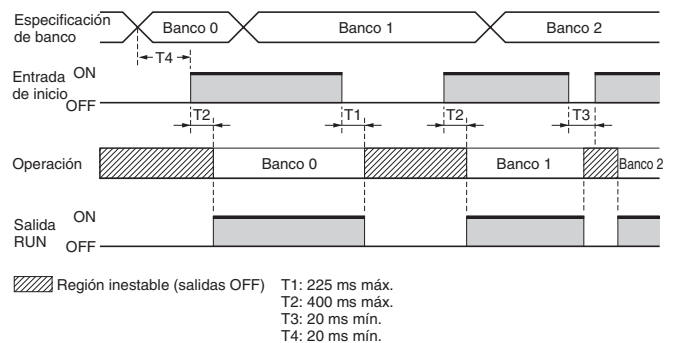 Especificación
de banco
Banco 0
Banco 1
Banco 2
T4
Entrada
de inicio
ON
OFF
T2
T1
T2
T3
Operación
Banco 0
Banco 1
Banco 2
Salida
RUN
ON
OFF
Región inestable (salidas OFF)
T1: 225 ms máx.
T2: 400 ms máx.
T3: 20 ms mín.
T4: 20 ms mín.